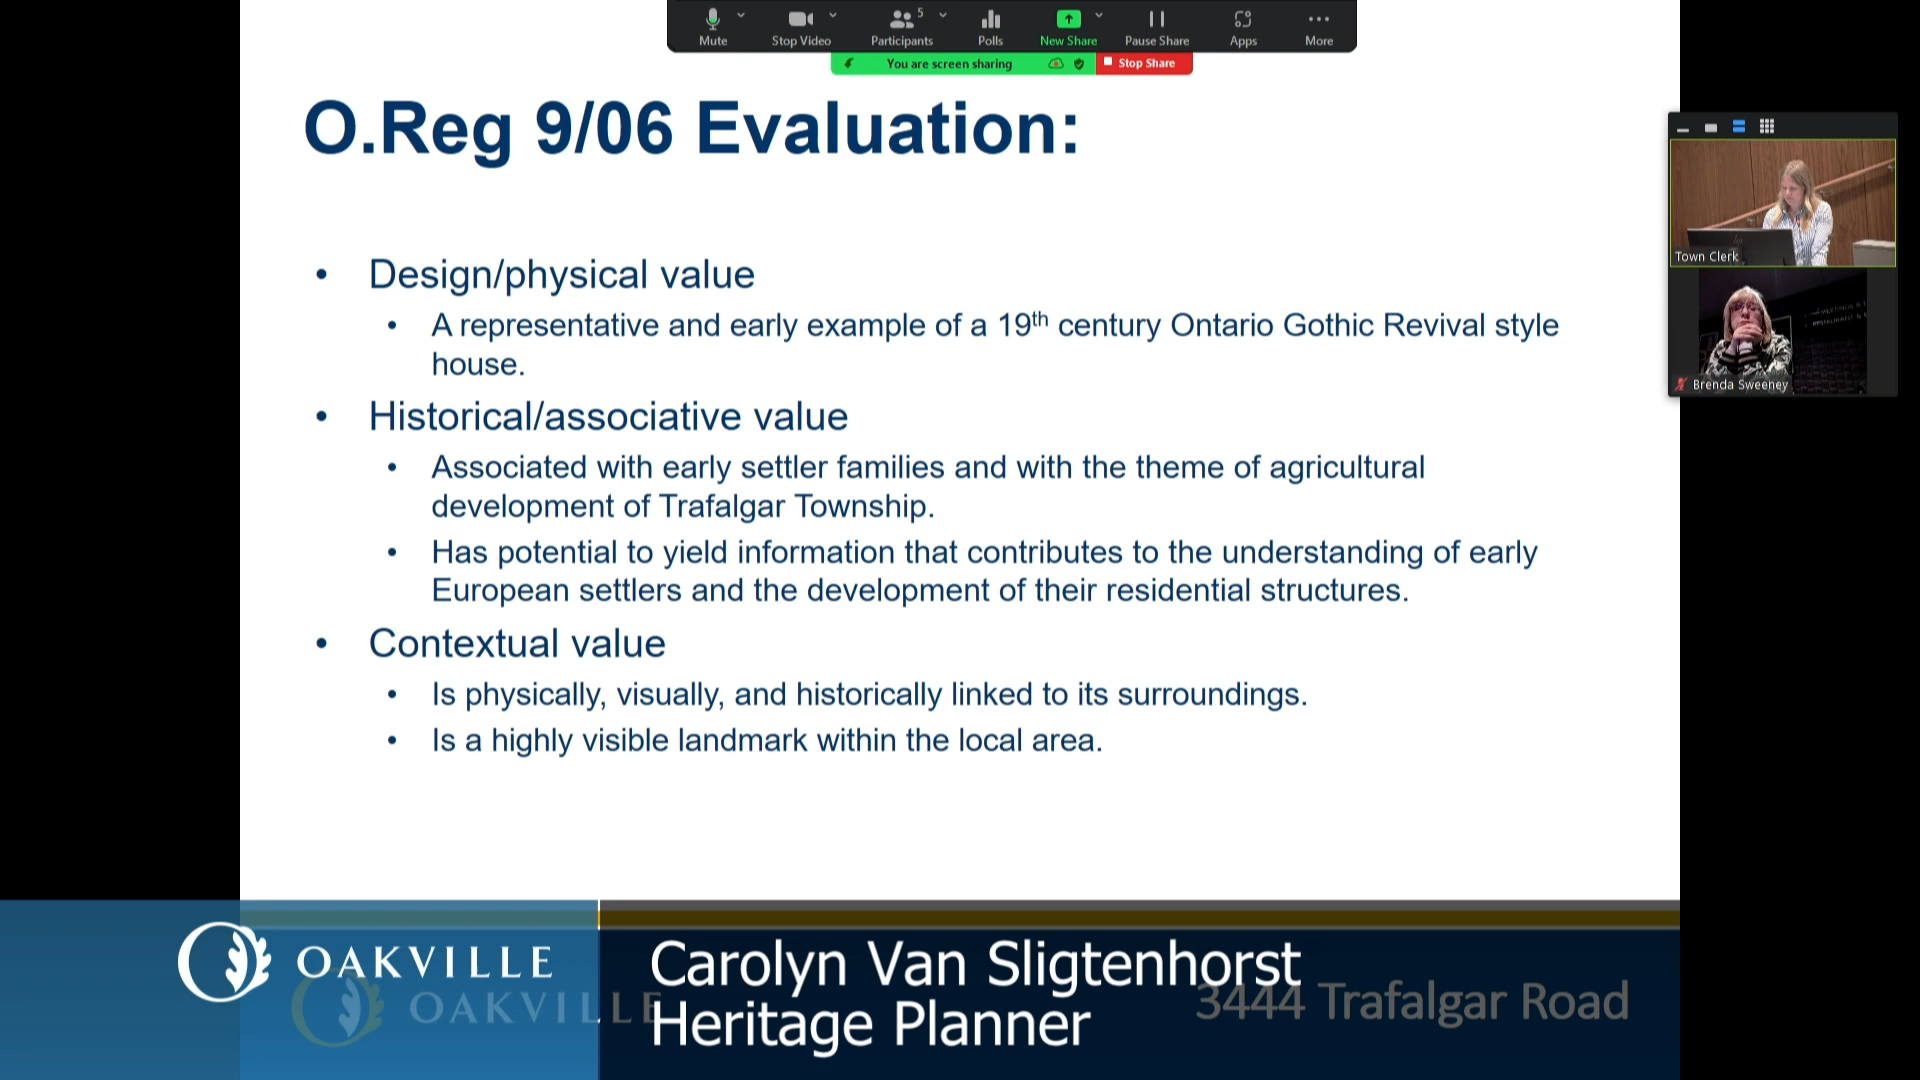 Mute
Stop Video
5
Participants
Polls
New Share
Pause Share
Apps
More
You are screen sharing
Stop Share
O.Reg 9/06 Evaluation:
• Design/physical value
• A representative and early example of a 19th century Ontario Gothic Revival style
house.
• Historical/associative value
• Associated with early settler families and with the theme of agricultural
development of Trafalgar Township.
• Has potential to yield information that contributes to the understanding of early
European settlers and the development of their residential structures.
• Contextual value
• Is physically, visually, and historically linked to its surroundings.
• Is a highly visible landmark within the local area.
Town Clerk
Brenda Sweeney
OAKVILLE
OAKVILLE
Carolyn Van Sligtenhorst
Heritage Planner
3444 Trafalgar Road